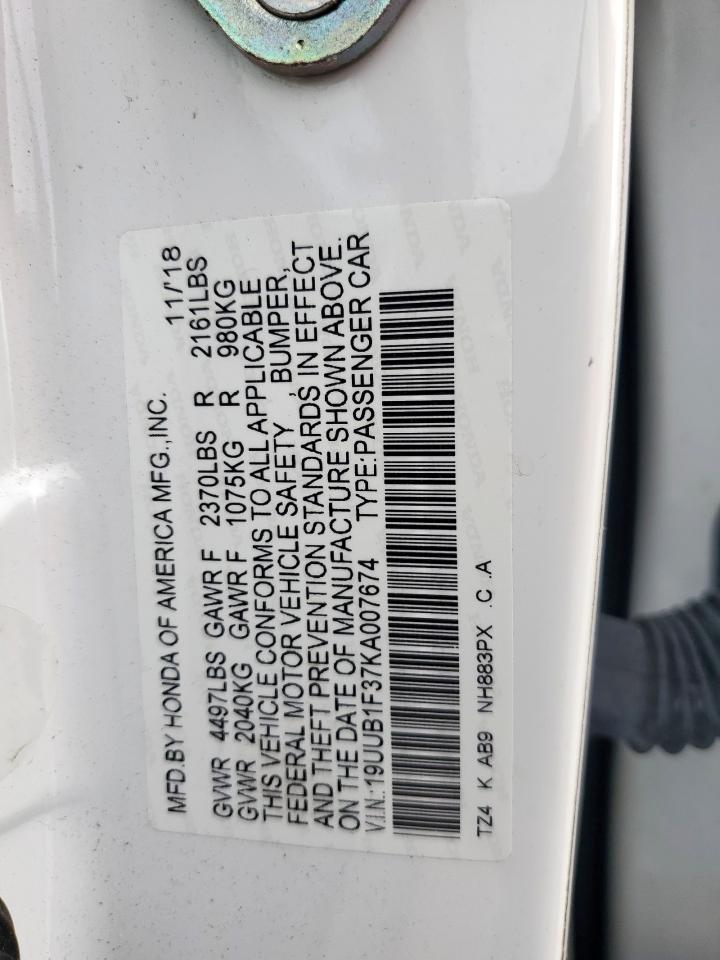 MFD.BY HONDA OF AMERICA MFG.,INC. 11/'18
GVWR 4497LBS GAWR F 2370LBS R 2161LBS
GVWR 2040KG GAWR F 1075KG R 980KG
THIS VEHICLE CONFORMS TO ALL APPLICABLE
FEDERAL MOTOR VEHICLE SAFETY , BUMPER,
AND THEFT PREVENTION STANDARDS IN EFFECT
ON THE DATE OF MANUFACTURE SHOWN ABOVE.
V.I.N.:19UUB1F37KA007674 TYPE:PASSENGER CAR
TZ4 K AB9 NH883PX .C .A